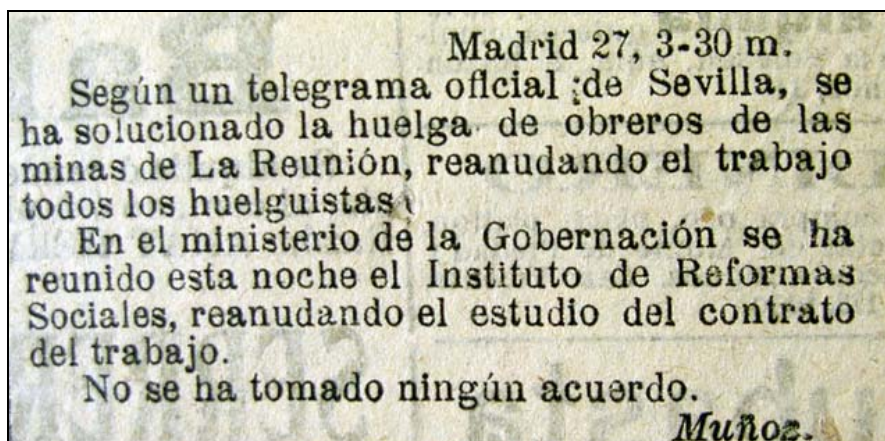 Madrid 27, 3-30 m.
Según un telegrama oficial de Sevilla, se
ha solucionado la huelga de obreros de las
minas de La Reunión, reanudando el trabajo
todos los huelguistas
En el ministerio de la Gobernación se ha
reunido esta noche el Instituto de Reformas
Sociales, reanudando el estudio del contrato
del trabajo.
No se ha tomado ningún acuerdo.
Muñoz.